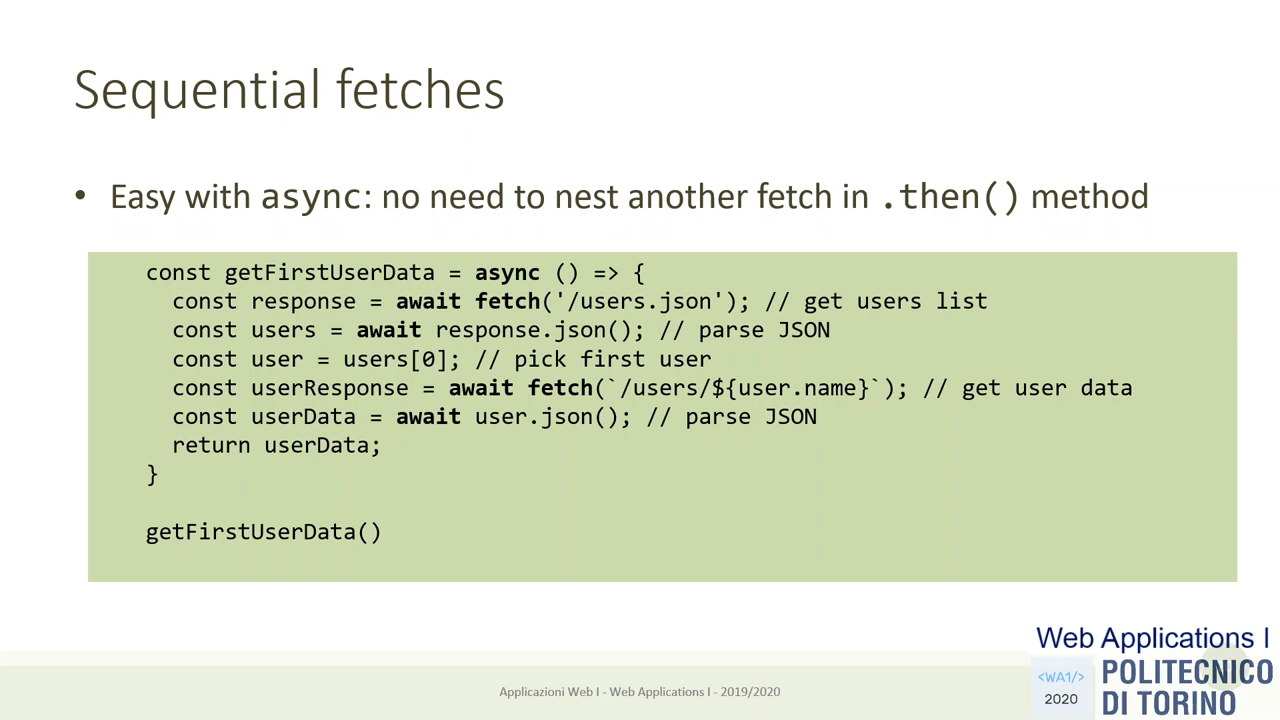 Sequential fetches
• Easy with async: no need to nest another fetch in .then() method
const getFirstUserData = async () => {
  const response = await fetch('/users.json'); // get users list
  const users = await response.json(); // parse JSON
  const user = users[0]; // pick first user
  const userResponse = await fetch(`/users/${user.name}`); // get user data
  const userData = await user.json(); // parse JSON
  return userData;
}
getFirstUserData()
Applicazioni Web I - Web Applications I - 2019/2020
Web Applications I
<WA1/>
2020
POLITECNICO
DI TORINO